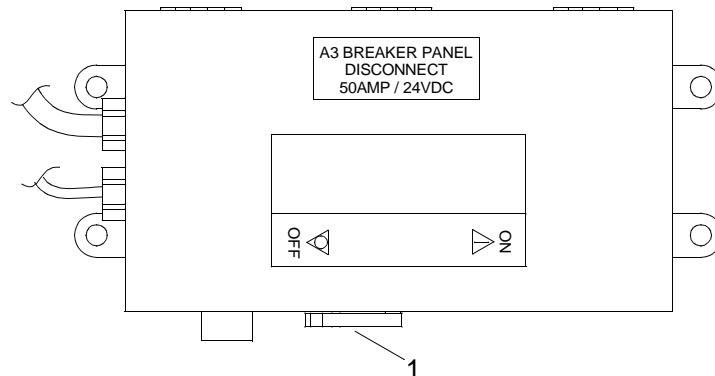 A3 BREAKER PANEL
DISCONNECT
50AMP / 24VDC
OFF
ON
1